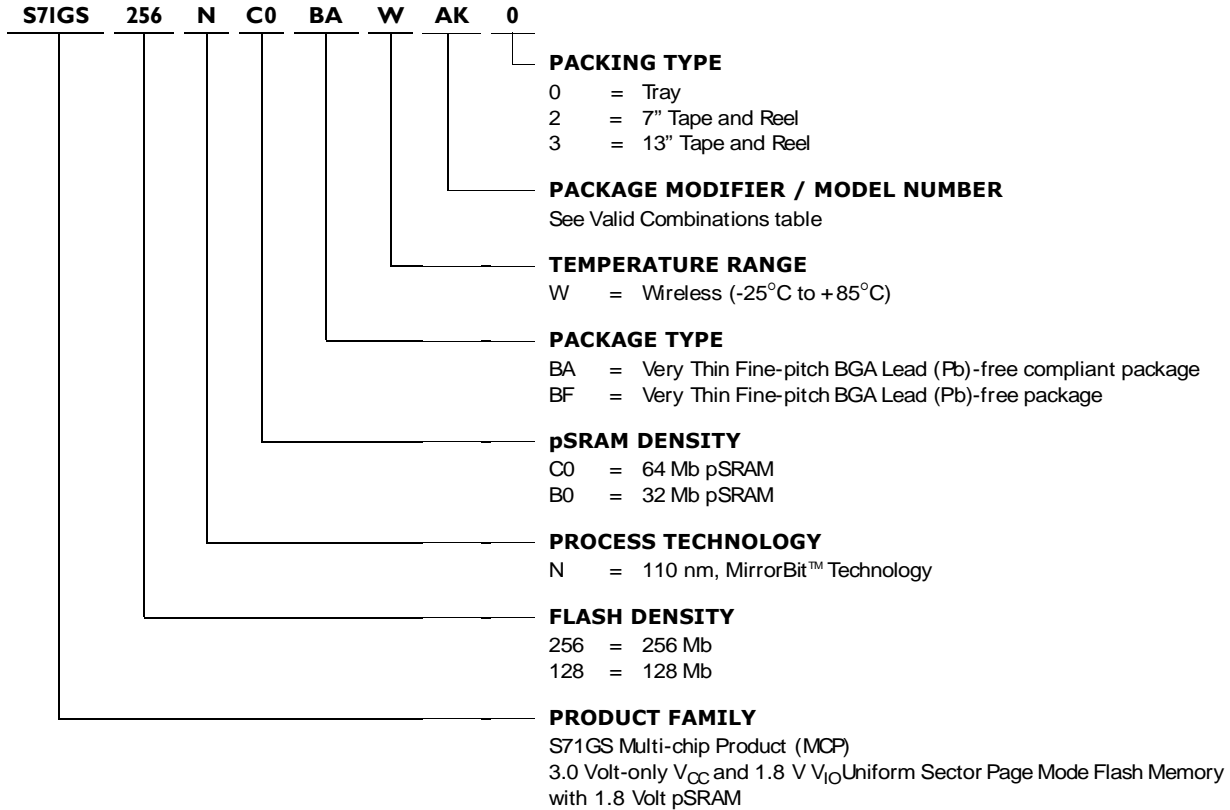 S71GS 256 N C0 BA W AK 0
PACKING TYPE
0 = Tray
2 = 7” Tape and Reel
3 = 13” Tape and Reel
PACKAGE MODIFIER / MODEL NUMBER
See Valid Combinations table
TEMPERATURE RANGE
W = Wireless (-25°C to +85°C)
PACKAGE TYPE
BA = Very Thin Fine-pitch BGA Lead (Pb)-free compliant package
BF = Very Thin Fine-pitch BGA Lead (Pb)-free package
pSRAM DENSITY
C0 = 64 Mb pSRAM
B0 = 32 Mb pSRAM
PROCESS TECHNOLOGY
N = 110 nm, MirrorBit™ Technology
FLASH DENSITY
256 = 256 Mb
128 = 128 Mb
PRODUCT FAMILY
S71GS Multi-chip Product (MCP)
3.0 Volt-only VCC and 1.8 V VIO Uniform Sector Page Mode Flash Memory
with 1.8 Volt pSRAM